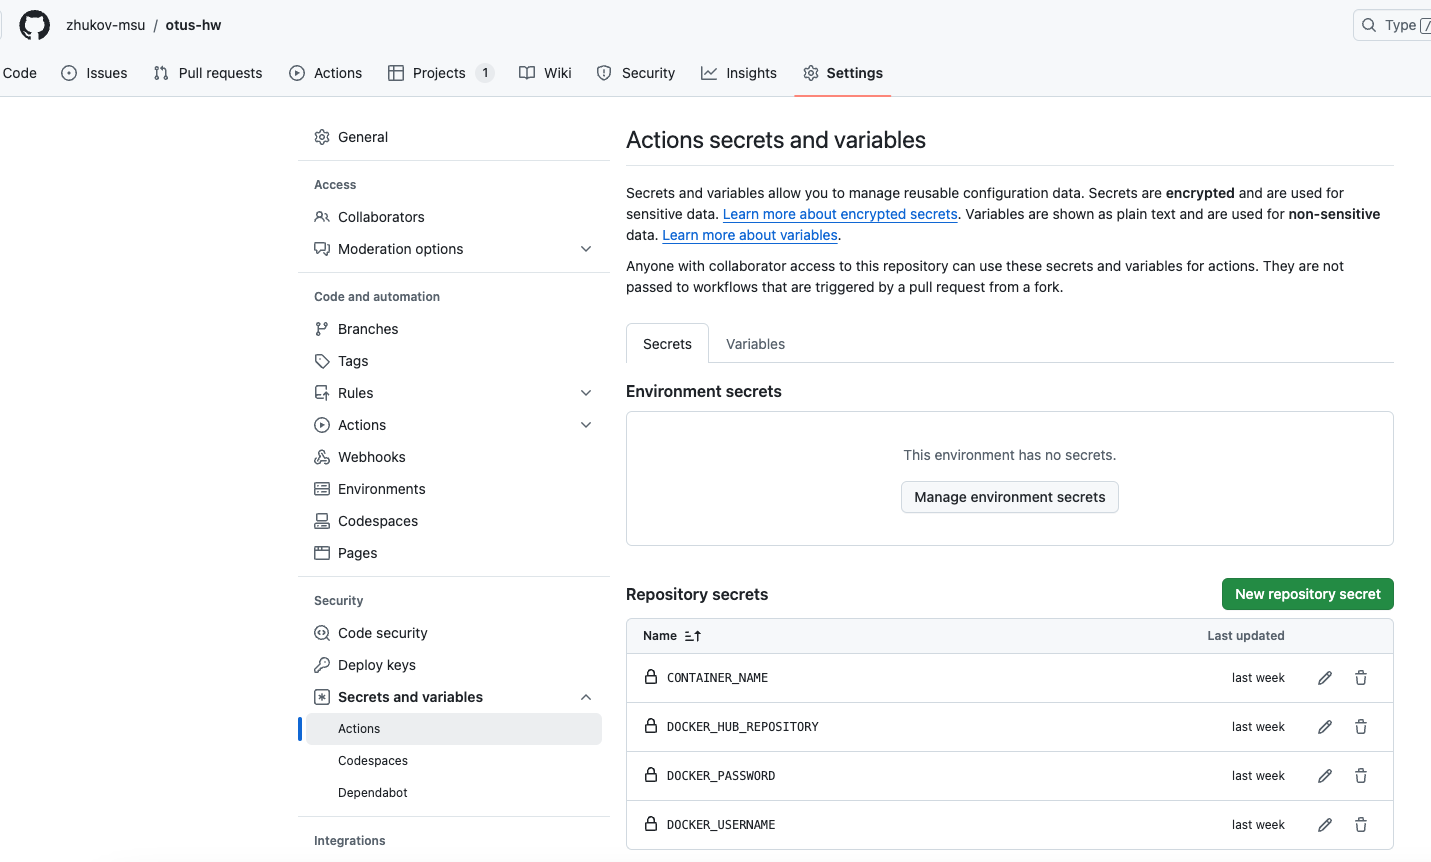 zhukov-msu / otus-hw
Type /
Code
Issues
Pull requests
Actions
Projects 1
Wiki
Security
Insights
Settings
General
Access
Collaborators
Moderation options
Code and automation
Branches
Tags
Rules
Actions
Webhooks
Environments
Codespaces
Pages
Security
Code security
Deploy keys
Secrets and variables
Actions
Codespaces
Dependabot
Integrations
Actions secrets and variables
Secrets and variables allow you to manage reusable configuration data. Secrets are encrypted and are used for
sensitive data. Learn more about encrypted secrets. Variables are shown as plain text and are used for non-sensitive
data. Learn more about variables.
Anyone with collaborator access to this repository can use these secrets and variables for actions. They are not
passed to workflows that are triggered by a pull request from a fork.
Secrets
Variables
Environment secrets
This environment has no secrets.
Manage environment secrets
Repository secrets
New repository secret
Name
Last updated
CONTAINER_NAME
last week
DOCKER_HUB_REPOSITORY
last week
DOCKER_PASSWORD
last week
DOCKER_USERNAME
last week